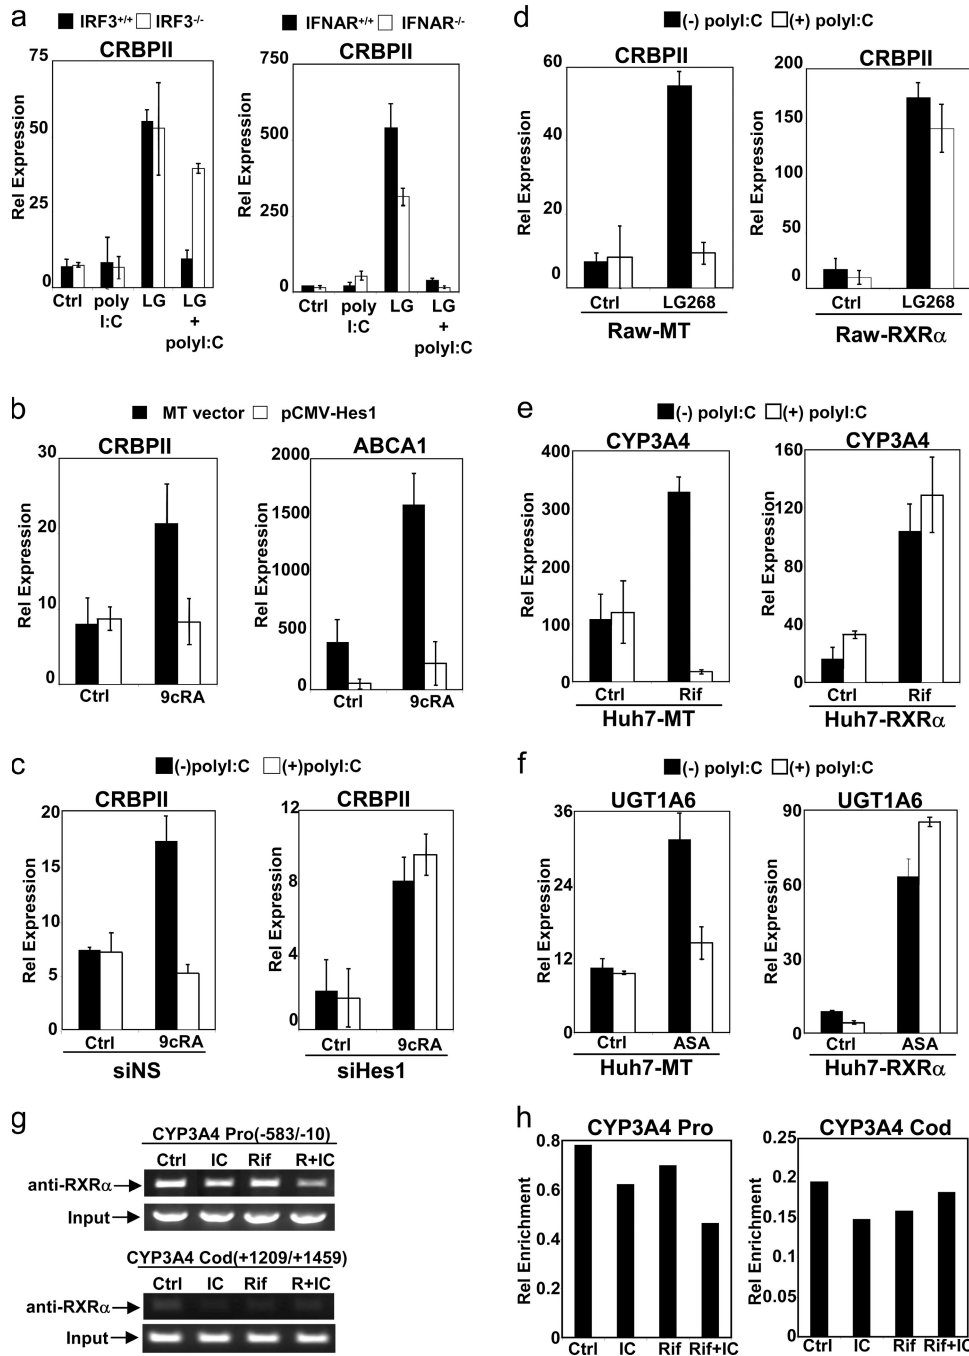 a
IRF3+/+ IRF3-/-
CRBPII
Rel Expression
75
50
25
0
Ctrl poly I:C LG LG + polyI:C
IFNAR+/+ IFNAR-/-
CRBPII
Rel Expression
750
500
250
0
Ctrl poly I:C LG LG + polyI:C
b
MT vector pCMV-Hes1
CRBPII
Rel Expression
30
20
10
0
Ctrl 9cRA
ABCA1
Rel Expression
2000
1500
1000
500
0
Ctrl 9cRA
c
(-)polyI:C (+)polyI:C
CRBPII
Rel Expression
20
15
10
5
0
Ctrl 9cRA
siNS
CRBPII
Rel Expression
12
8
4
0
Ctrl 9cRA
siHes1
d
(-) polyI:C (+) polyI:C
CRBPII
Rel Expression
60
40
20
0
Ctrl LG268
Raw-MT
CRBPII
Rel Expression
200
150
100
50
0
Ctrl LG268
Raw-RXRα
e
(-) polyI:C (+) polyI:C
CYP3A4
Rel Expression
400
300
200
100
0
Ctrl Rif
Huh7-MT
CYP3A4
Rel Expression
160
120
80
40
0
Ctrl Rif
Huh7-RXRα
f
(-) polyI:C (+) polyI:C
UGT1A6
Rel Expression
36
24
12
0
Ctrl ASA
Huh7-MT
UGT1A6
Rel Expression
90
60
30
0
Ctrl ASA
Huh7-RXRα
g
CYP3A4 Pro(-583/-10)
Ctrl IC Rif R+IC
anti-RXRα
Input
CYP3A4 Cod(+1209/+1459)
Ctrl IC Rif R+IC
anti-RXRα
Input
h
CYP3A4 Pro
Rel Enrichment
0.8
0.6
0.4
0.2
0
Ctrl IC Rif Rif+IC
CYP3A4 Cod
Rel Enrichment
0.25
0.2
0.15
0.1
0.05
0
Ctrl IC Rif Rif+IC